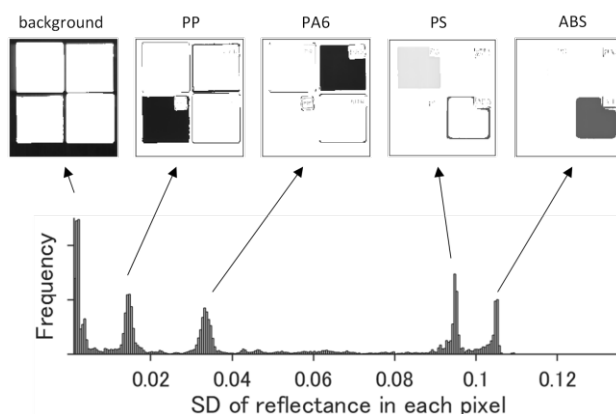 background PP PA6 PS ABS
Frequency
0.02 0.04 0.06 0.08 0.1 0.12
SD of reflectance in each pixel